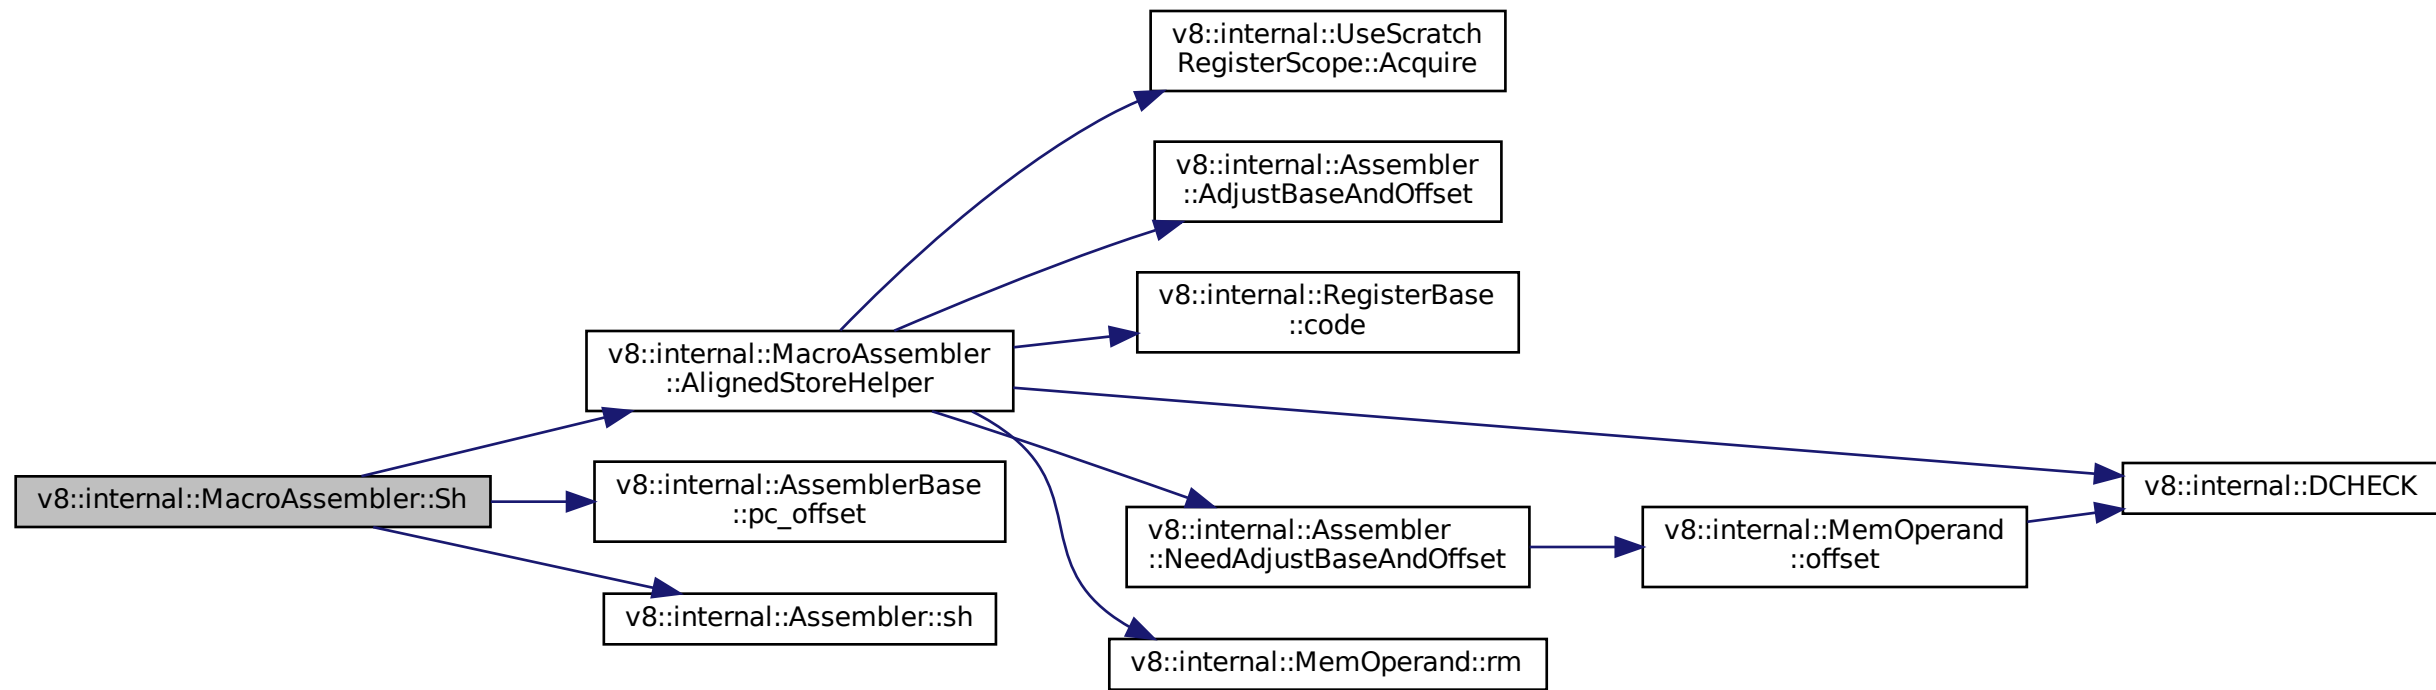 v8::internal::UseScratch
RegisterScope::Acquire
v8::internal::Assembler
::AdjustBaseAndOffset
v8::internal::RegisterBase
::code
v8::internal::MacroAssembler
::AlignedStoreHelper
v8::internal::MacroAssembler::Sh
v8::internal::AssemblerBase
::pc_offset
v8::internal::Assembler::sh
v8::internal::Assembler
::NeedAdjustBaseAndOffset
v8::internal::MemOperand
::offset
v8::internal::DCHECK
v8::internal::MemOperand::rm